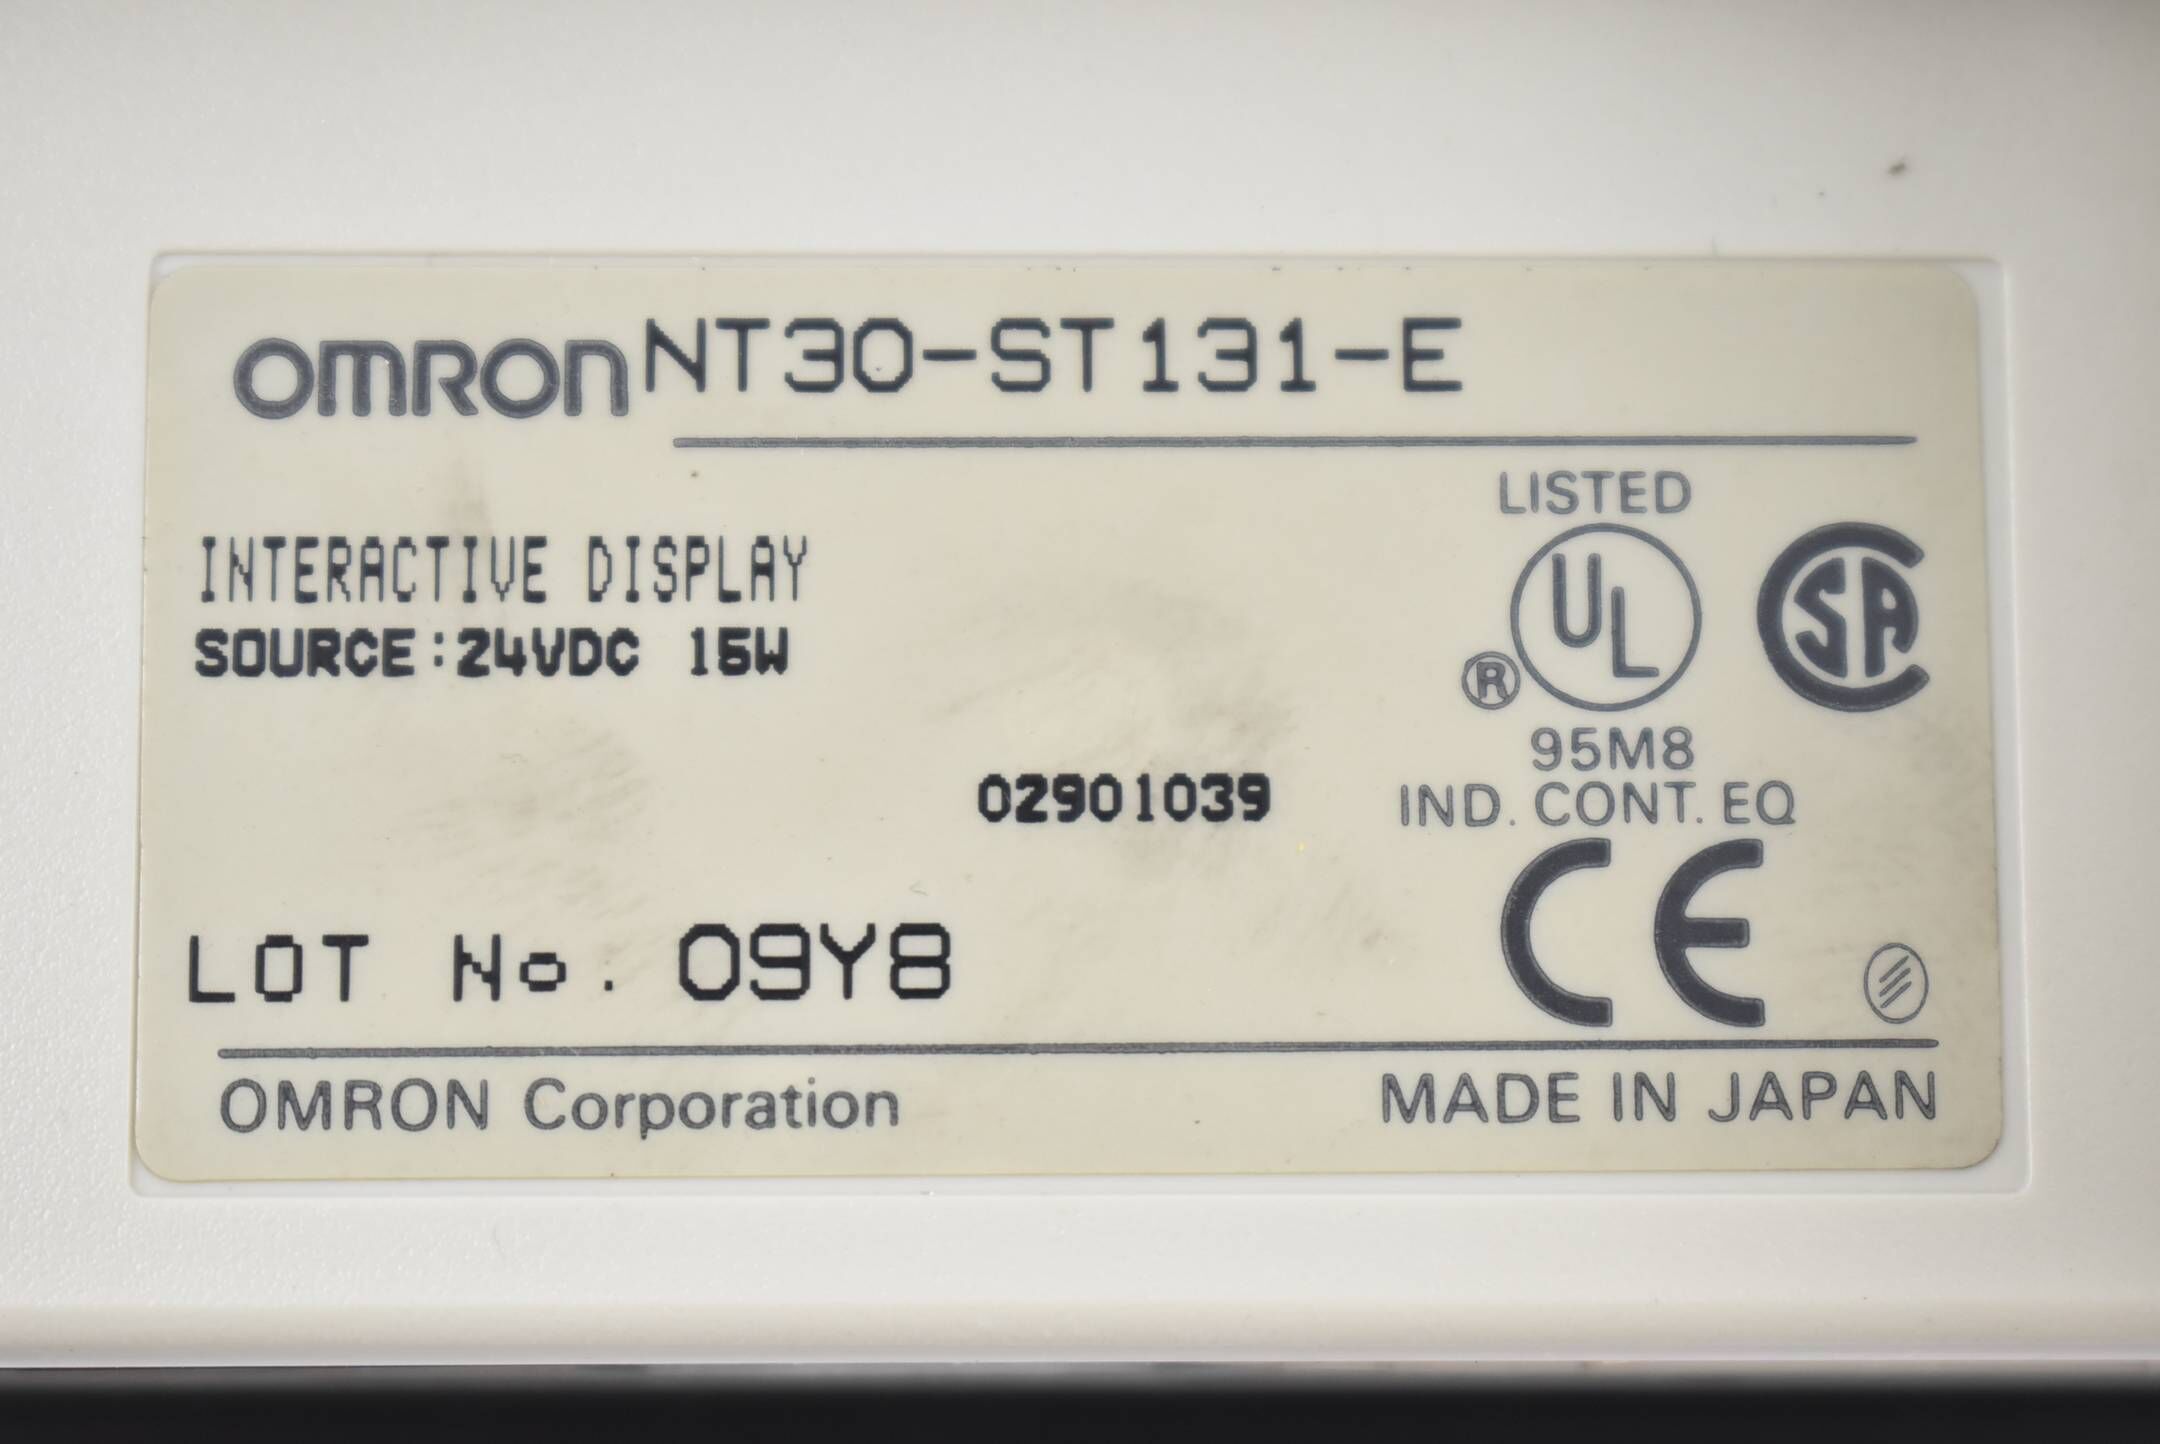 OMRON NT30-ST131-E
INTERACTIVE DISPLAY
SOURCE:24VDC 15W
LISTED
UL
®
SA
95M8
IND. CONT. EQ
02901039
CE
LOT No. 09Y8
OMRON Corporation
MADE IN JAPAN